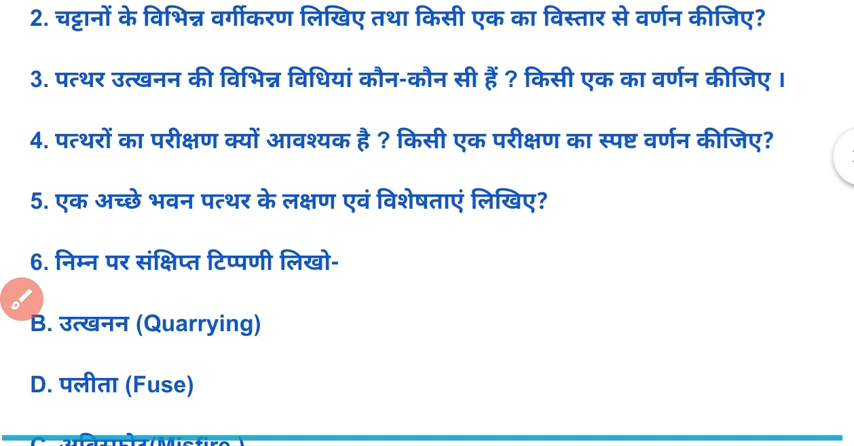 2. चट्टानों के विभिन्न वर्गीकरण लिखिए तथा किसी एक का विस्तार से वर्णन कीजिए?
3. पत्थर उत्खनन की विभिन्न विधियां कौन-कौन सी हैं ? किसी एक का वर्णन कीजिए ।
4. पत्थरों का परीक्षण क्यों आवश्यक है ? किसी एक परीक्षण का स्पष्ट वर्णन कीजिए?
5. एक अच्छे भवन पत्थर के लक्षण एवं विशेषताएं लिखिए?
6. निम्न पर संक्षिप्त टिप्पणी लिखो-
B. उत्खनन (Quarrying)
D. पलीता (Fuse)
(Misfire )